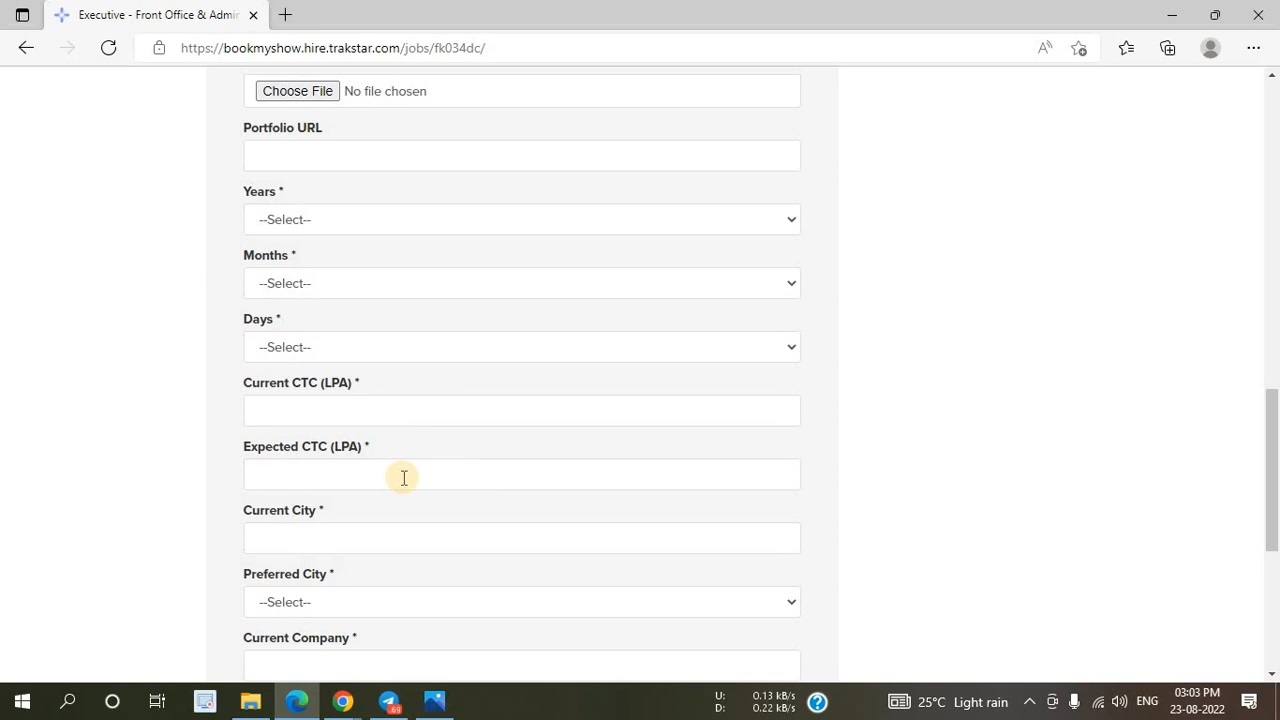 Executive - Front Office & Admir
https://bookmyshow.hire.trakstar.com/jobs/fk034dc/
Choose File No file chosen
Portfolio URL
Years *
--Select--
Months *
--Select--
Days *
--Select--
Current CTC (LPA) *
Expected CTC (LPA) *
Current City *
Preferred City *
--Select--
Current Company *
69
U: 0.13 kB/s
D: 0.22 kB/s
25°C Light rain
ENG
03:03 PM
23-08-2022